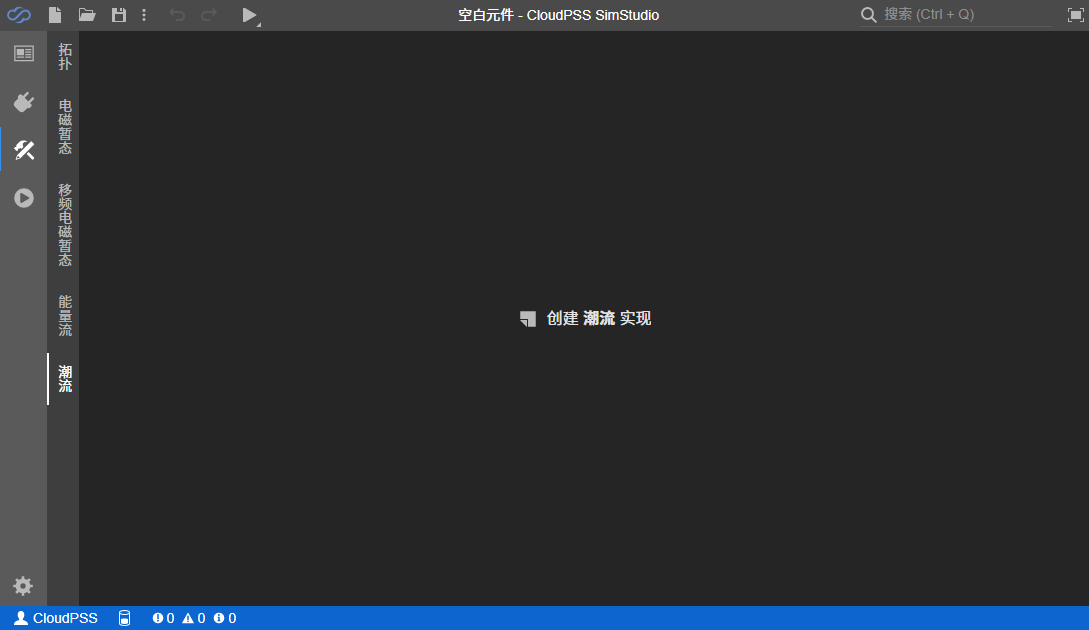 空白元件 - CloudPSS SimStudio
搜索 (Ctrl + Q)
拓扑
电磁暂态
移频电磁暂态
能量流
潮流
创建 潮流 实现
CloudPSS
0 0 0